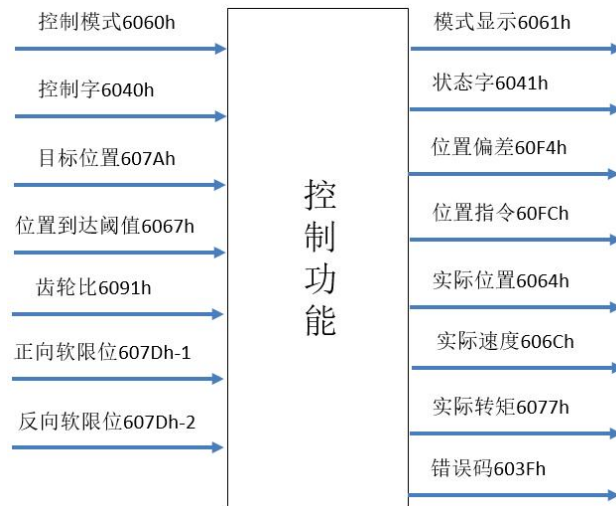 控制模式6060h
控制字6040h
目标位置607Ah
位置到达阈值6067h
齿轮比6091h
正向软限位607Dh-1
反向软限位607Dh-2
控
制
功
能
模式显示6061h
状态字6041h
位置偏差60F4h
位置指令60FCh
实际位置6064h
实际速度606Ch
实际转矩6077h
错误码603Fh